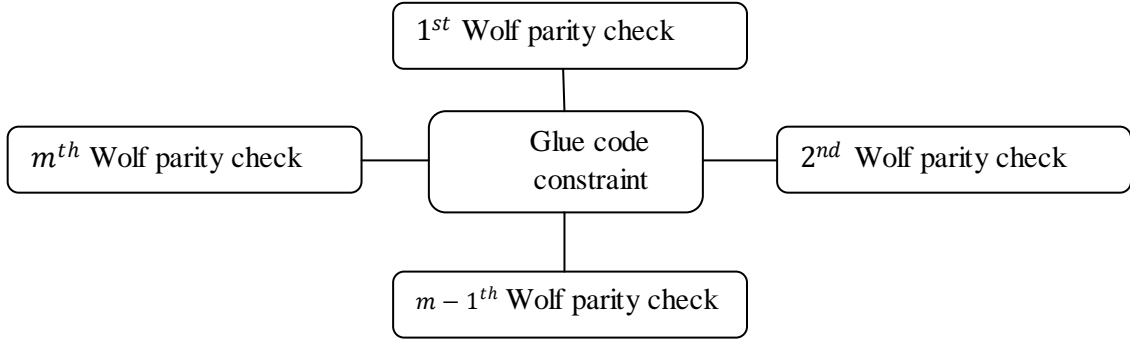 1st Wolf parity check
mth Wolf parity check
Glue code
constraint
2nd Wolf parity check
m − 1th Wolf parity check